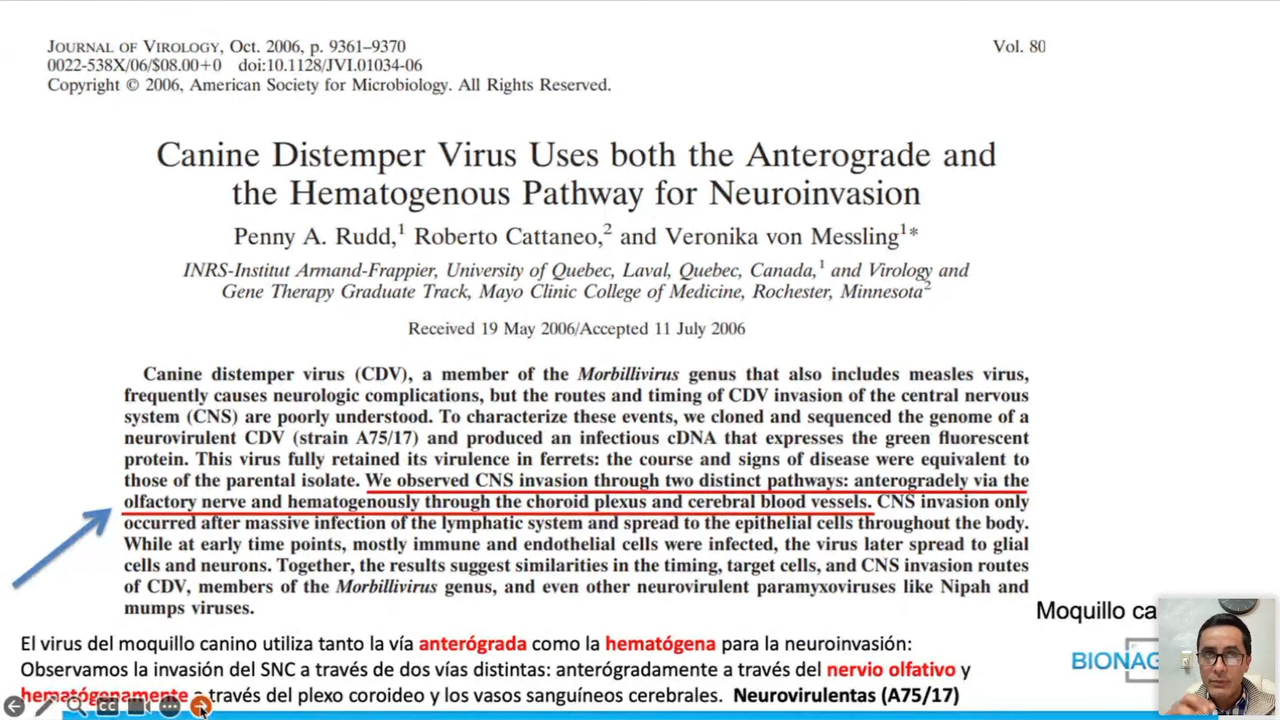 JOURNAL OF VIROLOGY, Oct. 2006, p. 9361–9370
Vol. 80
0022-538X/06/$08.00+0 doi:10.1128/JVI.01034-06
Copyright © 2006, American Society for Microbiology. All Rights Reserved.
Canine Distemper Virus Uses both the Anterograde and
the Hematogenous Pathway for Neuroinvasion
Penny A. Rudd,1 Roberto Cattaneo,2 and Veronika von Messling1*
INRS-Institut Armand-Frappier, University of Quebec, Laval, Quebec, Canada,1 and Virology and
Gene Therapy Graduate Track, Mayo Clinic College of Medicine, Rochester, Minnesota2
Received 19 May 2006/Accepted 11 July 2006
Canine distemper virus (CDV), a member of the Morbillivirus genus that also includes measles virus,
frequently causes neurologic complications, but the routes and timing of CDV invasion of the central nervous
system (CNS) are poorly understood. To characterize these events, we cloned and sequenced the genome of a
neurovirulent CDV (strain A75/17) and produced an infectious cDNA that expresses the green fluorescent
protein. This virus fully retained its virulence in ferrets: the course and signs of disease were equivalent to
those of the parental isolate. We observed CNS invasion through two distinct pathways: anterogradely via the
olfactory nerve and hematogenously through the choroid plexus and cerebral blood vessels. CNS invasion only
occurred after massive infection of the lymphatic system and spread to the epithelial cells throughout the body.
While at early time points, mostly immune and endothelial cells were infected, the virus later spread to glial
cells and neurons. Together, the results suggest similarities in the timing, target cells, and CNS invasion routes
of CDV, members of the Morbillivirus genus, and even other neurovirulent paramyxoviruses like Nipah and
mumps viruses.
Moquillo ca
El virus del moquillo canino utiliza tanto la vía anterógrada como la hematógena para la neuroinvasión:
Observamos la invasión del SNC a través de dos vías distintas: anterógradamente a través del nervio olfativo y
hematógenamente a través del plexo coroideo y los vasos sanguíneos cerebrales. Neurovirulentas (A75/17)
BIONAG
CC